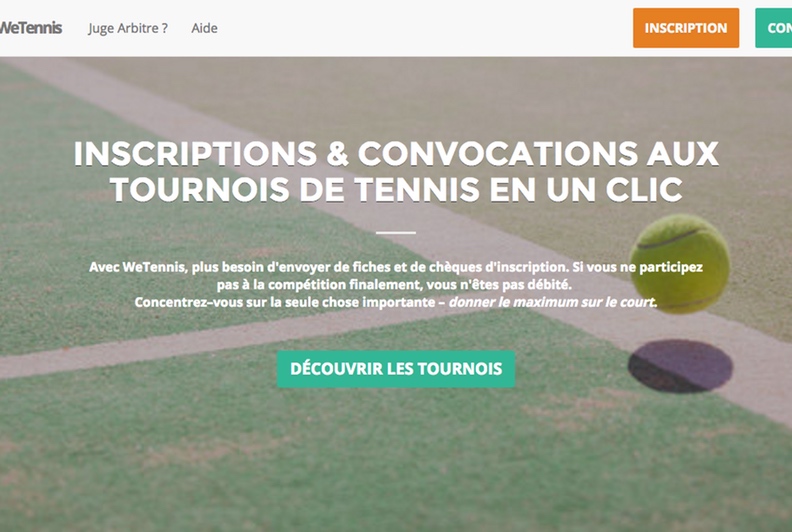 WeTennis Juge Arbitre ? Aide INSCRIPTION CON
INSCRIPTIONS & CONVOCATIONS AUX
TOURNOIS DE TENNIS EN UN CLIC
Avec WeTennis, plus besoin d'envoyer de fiches et de chèques d'inscription. Si vous ne participez
pas à la compétition finalement, vous n'êtes pas débité.
Concentrez-vous sur la seule chose importante – donner le maximum sur le court.
DÉCOUVRIR LES TOURNOIS